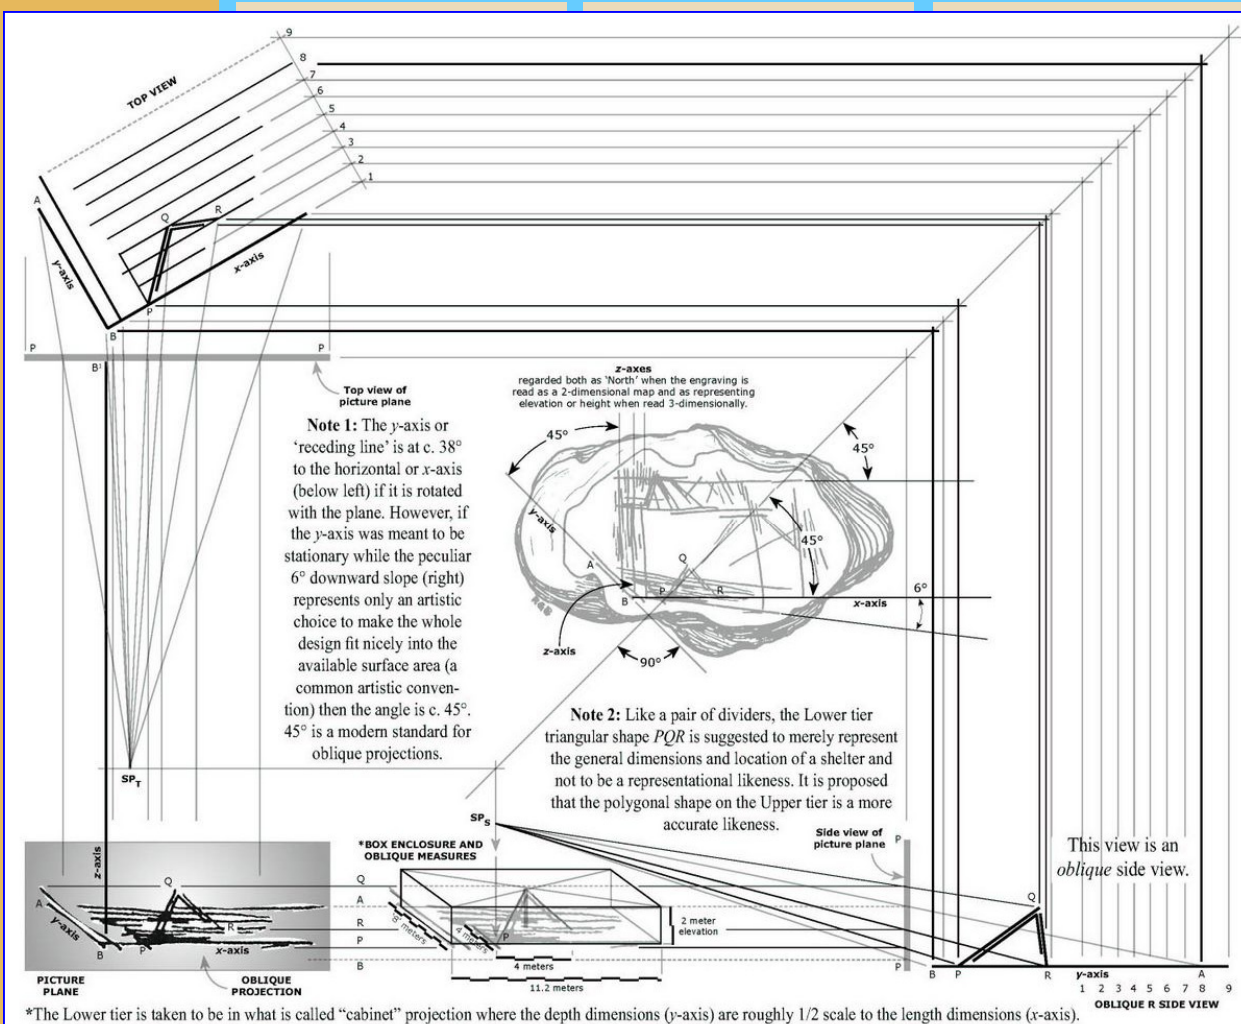 9
8
7
6
5
4
3
2
1
TOP VIEW
A
Q
R
y-axis
x-axis
P
B
P
P
B¹
Top view of
picture plane
z-axes
regarded both as 'North' when the engraving is
read as a 2-dimensional map and as representing
elevation or height when read 3-dimensionally.
Note 1: The y-axis or
'receding line' is at c. 38°
to the horizontal or x-axis
(below left) if it is rotated
with the plane. However, if
the y-axis was meant to be
stationary while the peculiar
6° downward slope (right)
represents only an artistic
choice to make the whole
design fit nicely into the
available surface area (a
common artistic conven-
tion) then the angle is c. 45°.
45° is a modern standard for
oblique projections.
45°
45°
y-axis
45°
A
Q
B
P
R
x-axis
6°
z-axis
90°
Note 2: Like a pair of dividers, the Lower tier
triangular shape PQR is suggested to merely represent
the general dimensions and location of a shelter and
not to be a representational likeness. It is proposed
that the polygonal shape on the Upper tier is a more
accurate likeness.
SPT
SPS
*BOX ENCLOSURE AND
OBLIQUE MEASURES
Side view of
picture plane
P
This view is an
oblique side view.
z-axis
Q
A
y-axis
R
B
P
x-axis
PICTURE
PLANE
OBLIQUE
PROJECTION
Q
A
R
P
B
8 meters
4 meters
P
2 meter
elevation
4 meters
11.2 meters
P
Q
B
P
R
y-axis
A
1 2 3 4 5 6 7 8 9
OBLIQUE R SIDE VIEW
*The Lower tier is taken to be in what is called "cabinet" projection where the depth dimensions (y-axis) are roughly 1/2 scale to the length dimensions (x-axis).